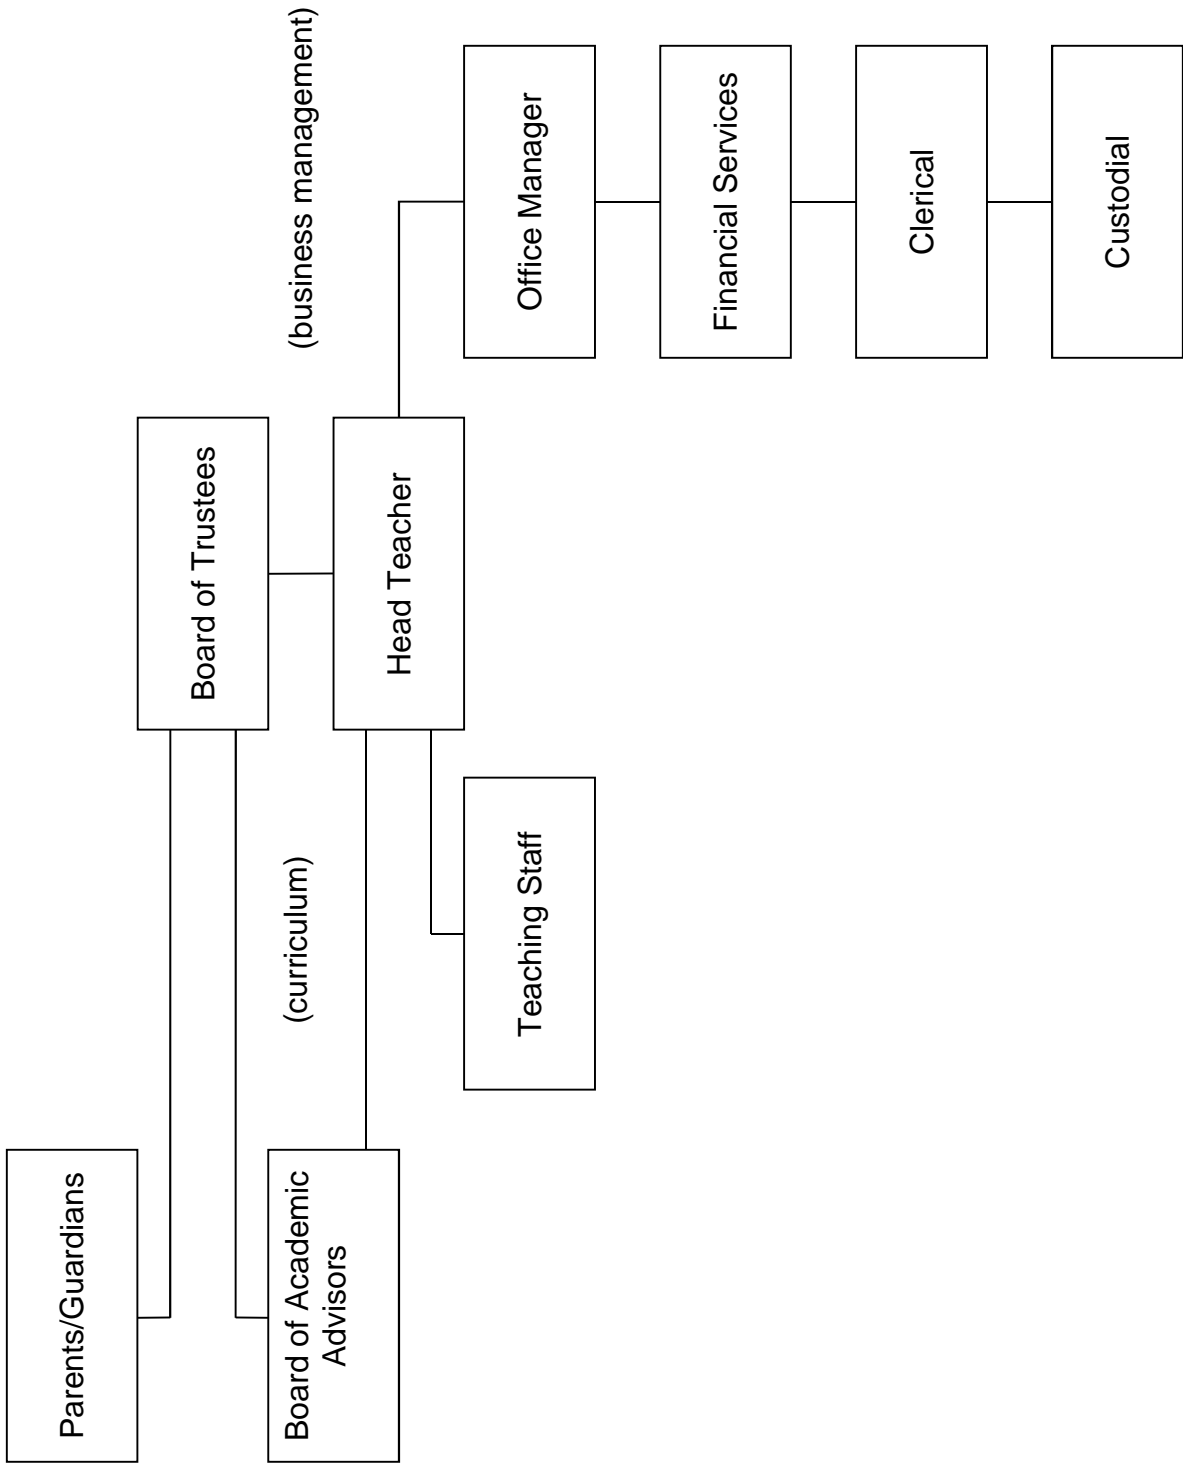 Parents/Guardians
Board of Trustees
Board of Academic
Advisors
(curriculum)
(business management)
Head Teacher
Teaching Staff
Office Manager
Financial Services
Clerical
Custodial